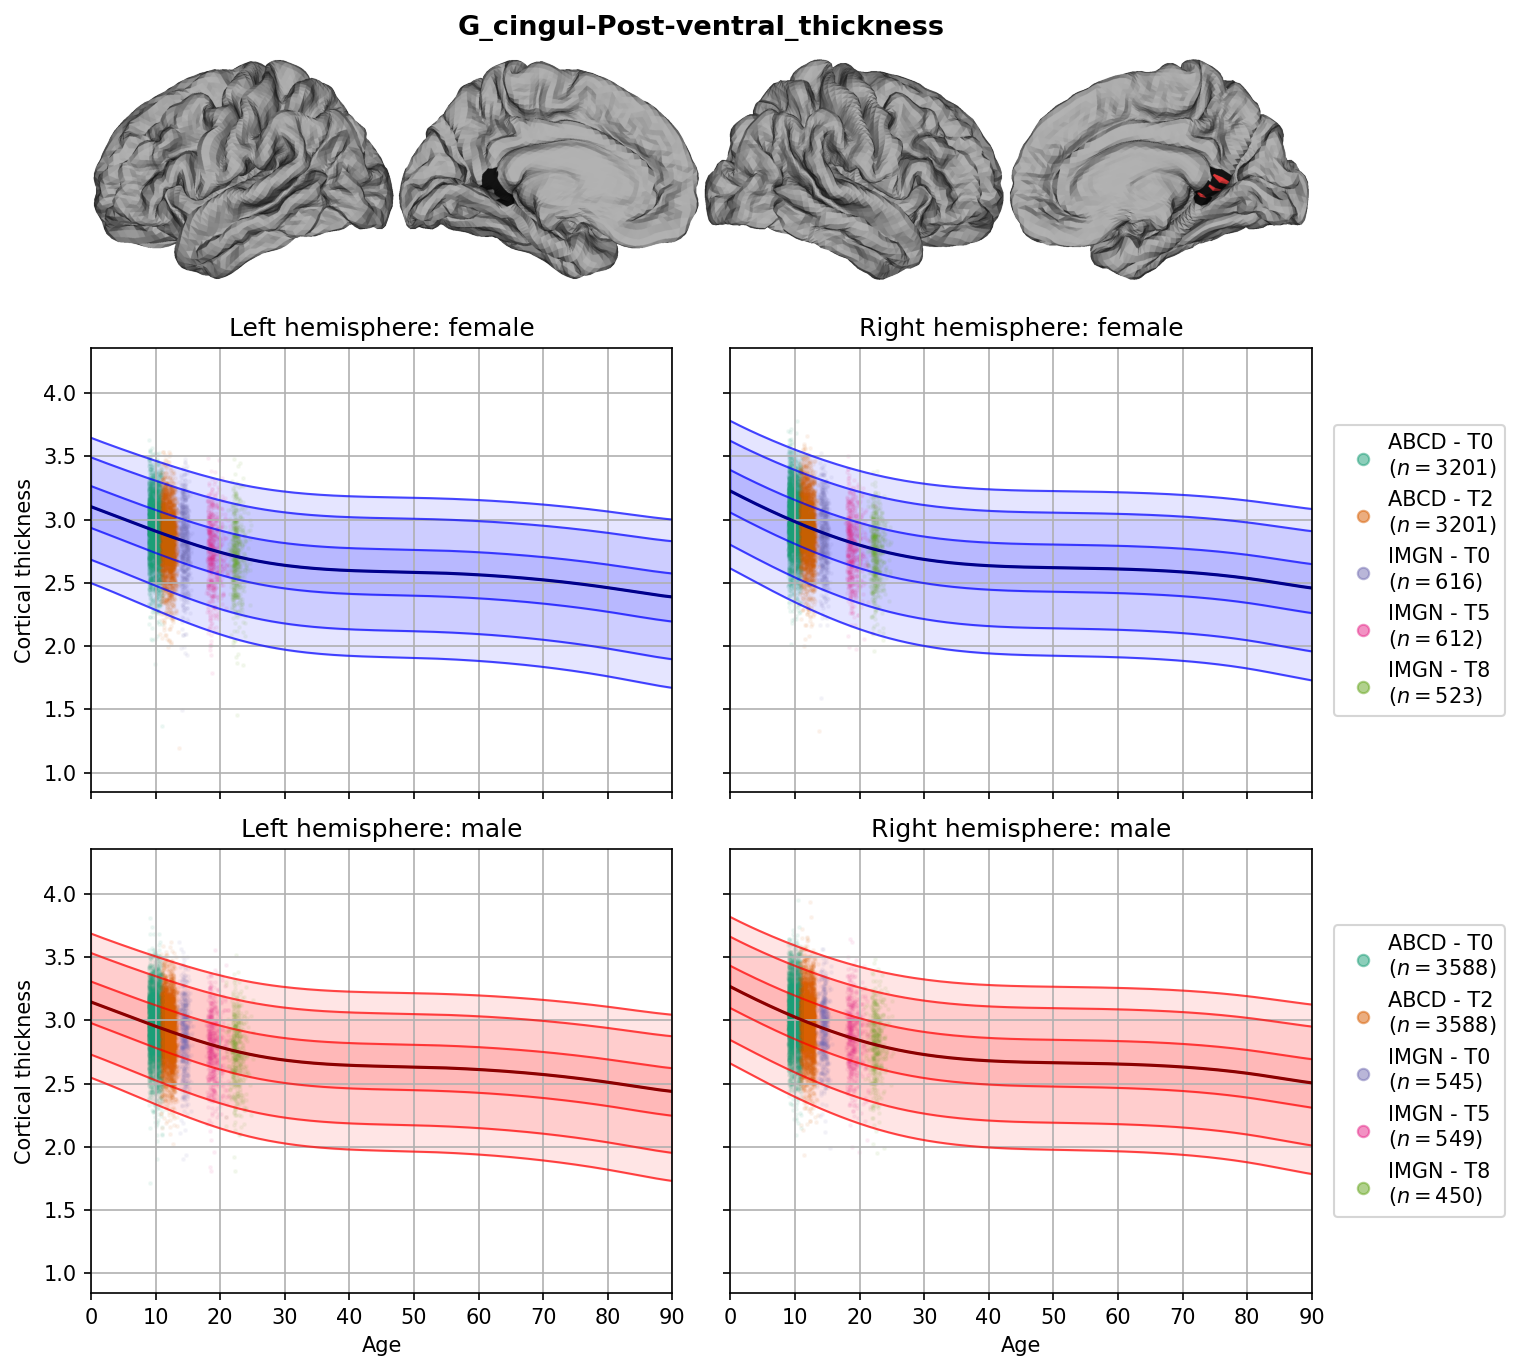 G_cingul-Post-ventral_thickness
Left hemisphere: female
Right hemisphere: female
Cortical thickness
4.0
3.5
3.0
2.5
2.0
1.5
1.0
ABCD - T0
(n = 3201)
ABCD - T2
(n = 3201)
IMGN - T0
(n = 616)
IMGN - T5
(n = 612)
IMGN - T8
(n = 523)
Left hemisphere: male
Right hemisphere: male
Cortical thickness
4.0
3.5
3.0
2.5
2.0
1.5
1.0
0 10 20 30 40 50 60 70 80 90
Age
0 10 20 30 40 50 60 70 80 90
Age
ABCD - T0
(n = 3588)
ABCD - T2
(n = 3588)
IMGN - T0
(n = 545)
IMGN - T5
(n = 549)
IMGN - T8
(n = 450)